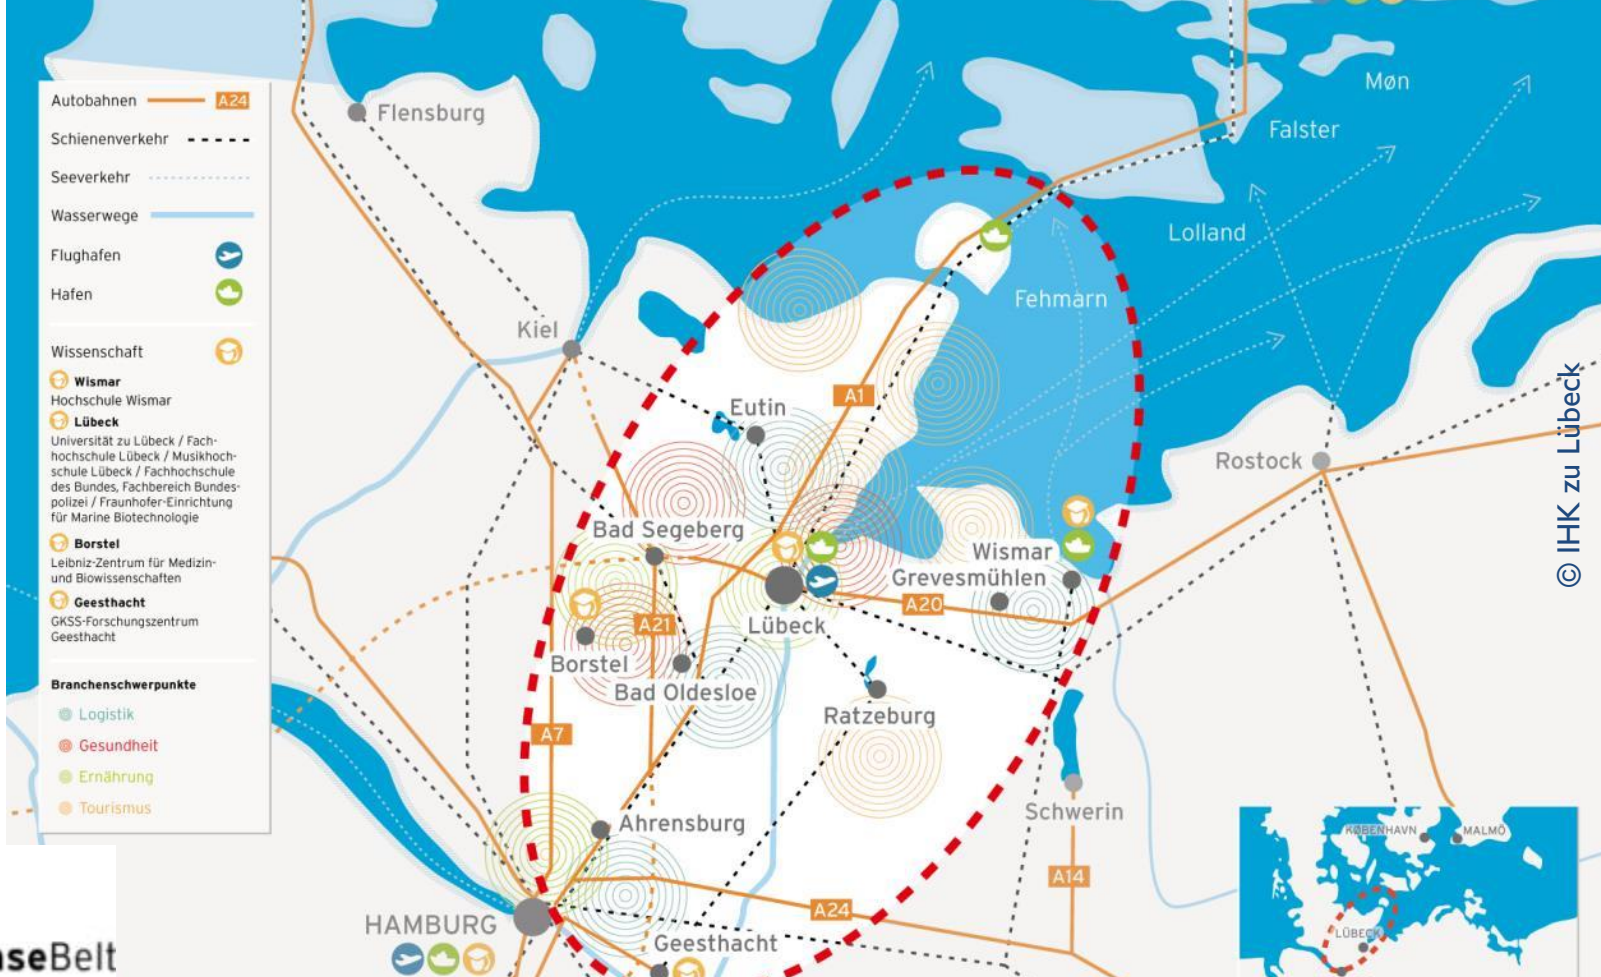 Autobahnen A24
Schienenverkehr
Seeverkehr
Wasserwege
Flughafen
Hafen
Wissenschaft
Wismar
Hochschule Wismar
Lübeck
Universität zu Lübeck / Fach-
hochschule Lübeck / Musikhoch-
schule Lübeck / Fachhochschule
des Bundes, Fachbereich Bundes-
polizei / Fraunhofer-Einrichtung
für Marine Biotechnologie
Borstel
Leibniz-Zentrum für Medizin-
und Biowissenschaften
Geesthacht
GKSS-Forschungszentrum
Geesthacht
Branchenschwerpunkte
Logistik
Gesundheit
Ernährung
Tourismus
Flensburg
Møn
Falster
Lolland
Fehmarn
Kiel
A1
Eutin
Rostock
Bad Segeberg
Wismar
Grevesmühlen
A20
A21
Lübeck
Borstel
Bad Oldesloe
Ratzeburg
A7
Schwerin
Ahrensburg
A14
A24
HAMBURG
Geesthacht
KØBENHAVN
MALMÖ
LÜBECK
© IHK zu Lübeck
seBelt